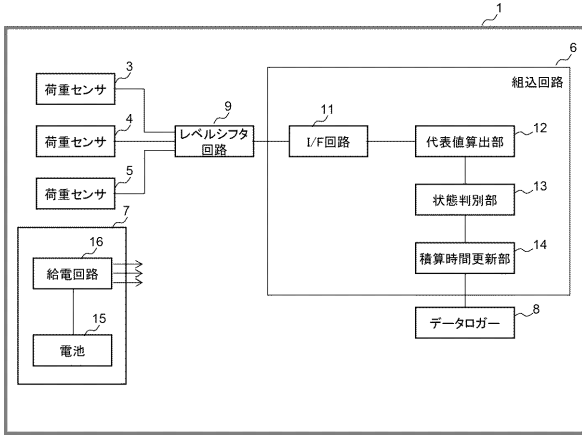 1
6
組込回路
3
荷重センサ
4
荷重センサ
5
荷重センサ
9
レベルシフタ
回路
11
I/F回路
12
代表値算出部
13
状態判別部
14
積算時間更新部
8
データロガー
7
16
給電回路
15
電池